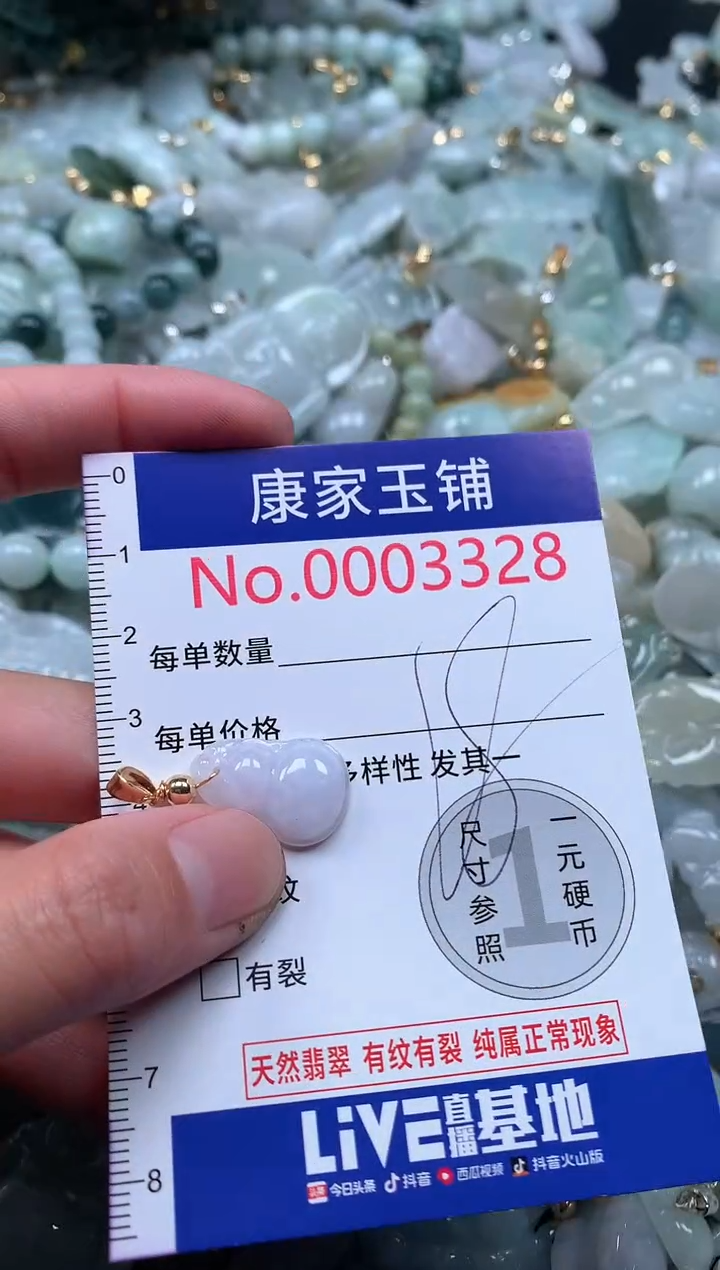 0
康家玉铺
No.0003328
1
2
每单数量
3
每单价格
多样性 发其一
一元硬币
尺寸参照
1
纹
有裂
天然翡翠 有纹有裂 纯属正常现象
7
LiVE直播基地
8
今日头条 抖音 西瓜视频 抖音火山版